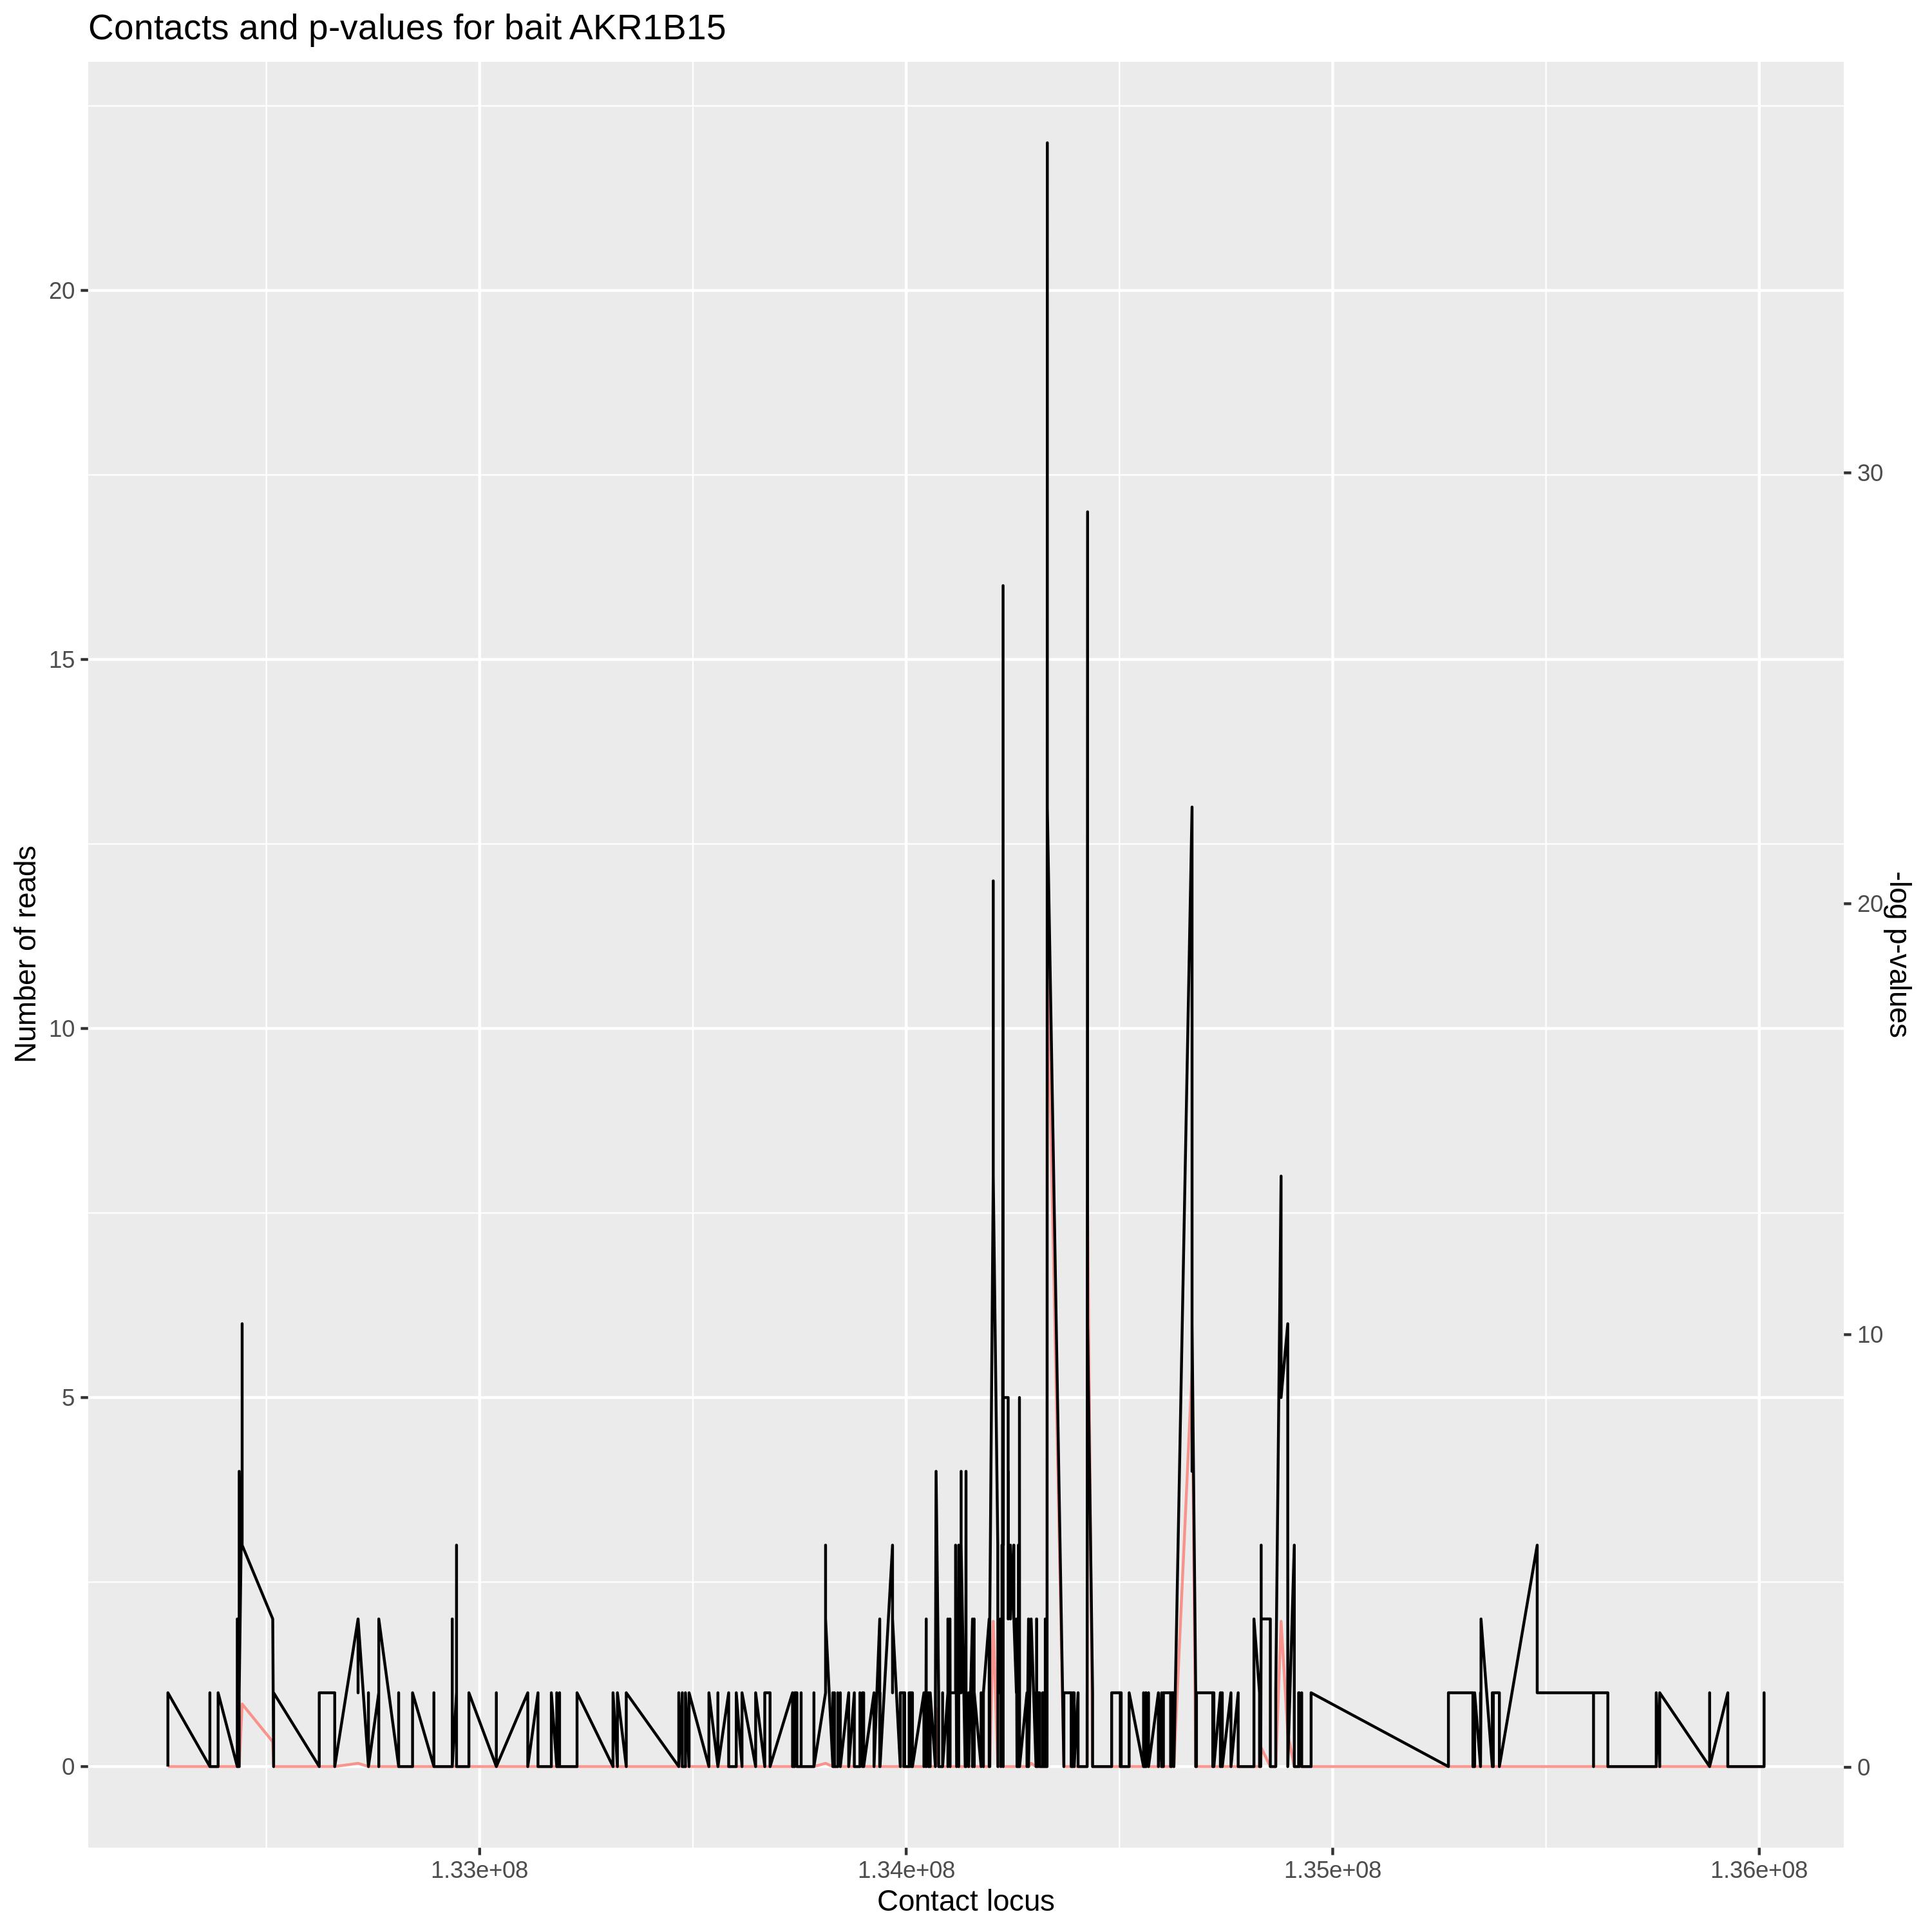 Contacts and p-values for bait AKR1B15
Number of reads
20
15
10
5
0
30
20
10
0
-log p-values
1.33e+08
1.34e+08
1.35e+08
1.36e+08
Contact locus